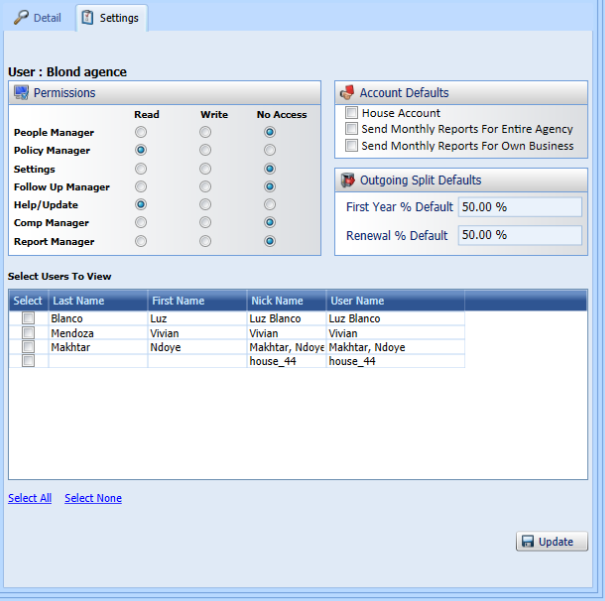 Detail Settings
User : Blond agence
Permissions
Read Write No Access
People Manager
Policy Manager
Settings
Follow Up Manager
Help/Update
Comp Manager
Report Manager
Account Defaults
House Account
Send Monthly Reports For Entire Agency
Send Monthly Reports For Own Business
Outgoing Split Defaults
First Year % Default 50.00 %
Renewal % Default 50.00 %
Select Users To View
Select Last Name First Name Nick Name User Name
Blanco Luz Luz Blanco Luz Blanco
Mendoza Vivian Vivian Vivian
Makhtar Ndoye Makhtar, Ndoye Makhtar, Ndoye
house_44 house_44
Select All Select None
Update